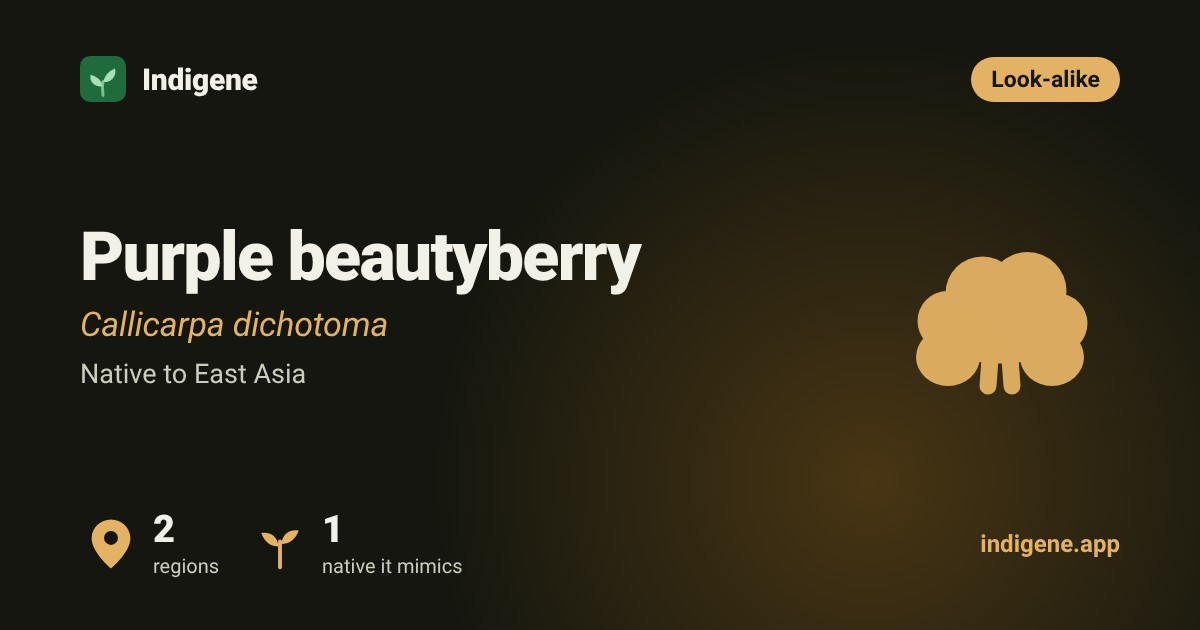 Indigene
Look-alike
Purple beautyberry
Callicarpa dichotoma
Native to East Asia
2
regions
1
native it mimics
indigene.app